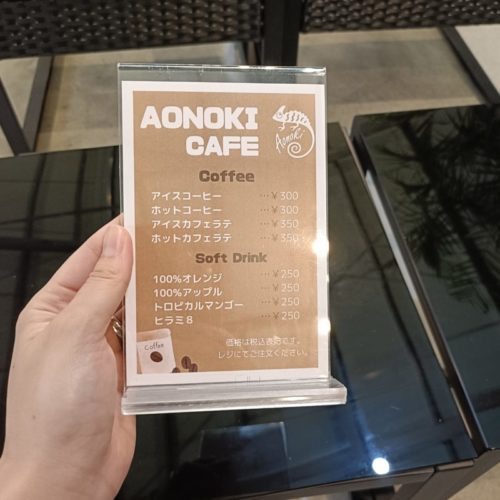 AONOKI
CAFE
Aonoki
Coffee
アイスコーヒー …￥300
ホットコーヒー …￥300
アイスカフェラテ …￥350
ホットカフェラテ …￥350
Soft Drink
100%オレンジ …￥250
100%アップル …￥250
トロピカルマンゴー …￥250
ヒラミ8 …￥250
coffee
価格は税込表記です。
レジにてご注文ください。